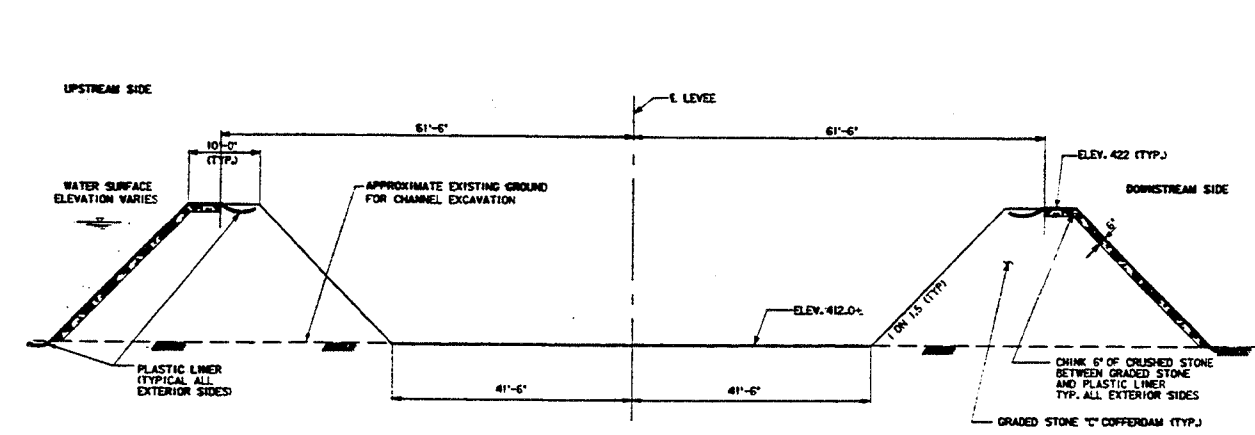 UPSTREAM SIDE
℄ LEVEE
61'-6"
61'-6"
10'-0"
(TYP.)
ELEV. 422 (TYP.)
WATER SURFACE
ELEVATION VARIES
APPROXIMATE EXISTING GROUND
FOR CHANNEL EXCAVATION
DOWNSTREAM SIDE
6"
1 ON 1.5 (TYP)
ELEV. 412.0±
PLASTIC LINER
(TYPICAL ALL
EXTERIOR SIDES)
41'-6"
41'-6"
CHINK 6" OF CRUSHED STONE
BETWEEN GRADED STONE
AND PLASTIC LINER
TYP. ALL EXTERIOR SIDES
GRADED STONE "C" COFFERDAM (TYP.)